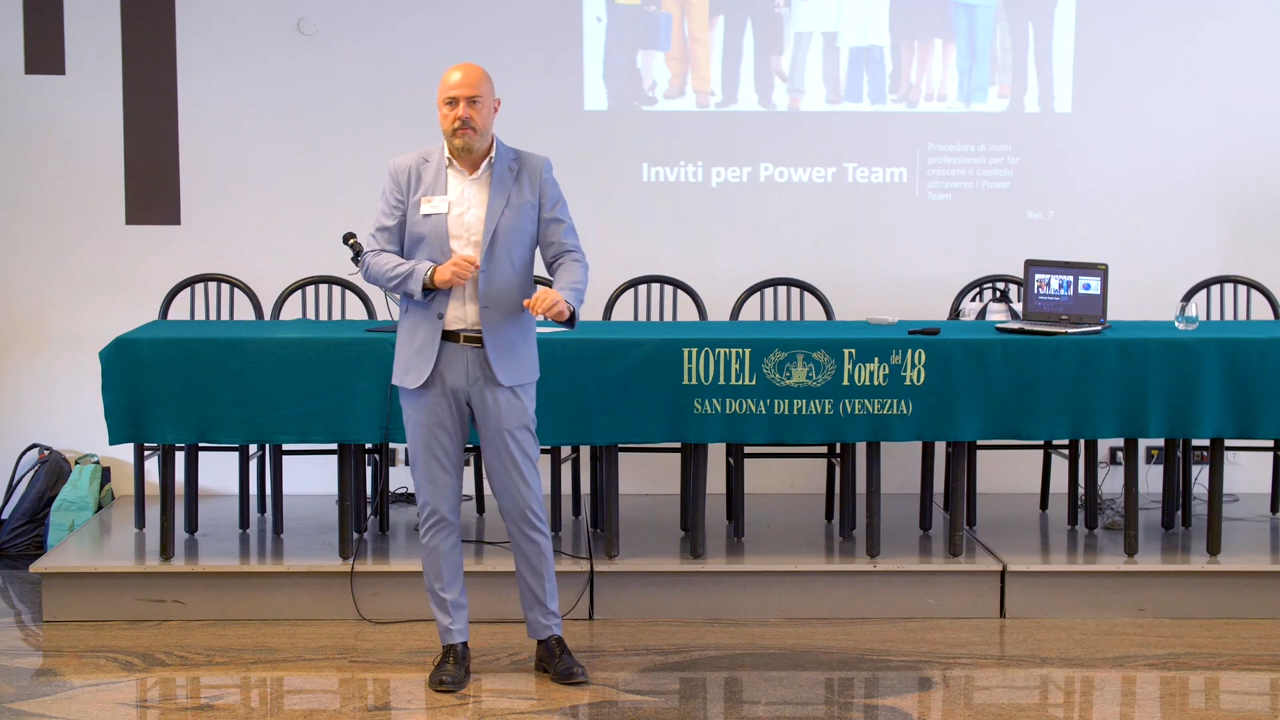 Inviti per Power Team
Procedura di inviti
professionali per far
crescere il capitolo
attraverso i Power
Team
Rel. 7
HOTEL Forte del '48
SAN DONA' DI PIAVE (VENEZIA)